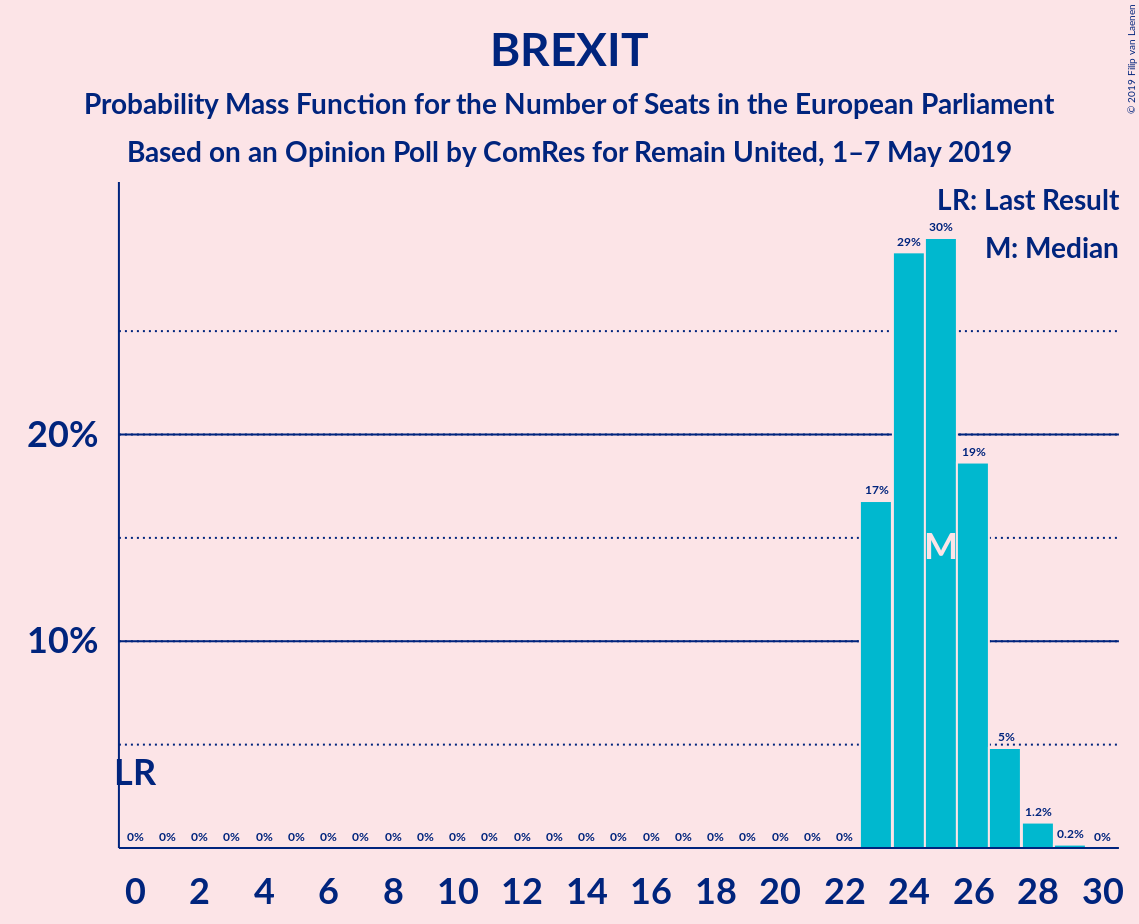 BREXIT
Probability Mass Function for the Number of Seats in the European Parliament
Based on an Opinion Poll by ComRes for Remain United, 1–7 May 2019
© 2019 Filip van Laenen
LR: Last Result
M: Median
20%
10%
LR
M
0% 0% 0% 0% 0% 0% 0% 0% 0% 0% 0% 0% 0% 0% 0% 0% 0% 0% 0% 0% 0% 0% 0% 17% 29% 30% 19% 5% 1.2% 0.2% 0%
0 2 4 6 8 10 12 14 16 18 20 22 24 26 28 30